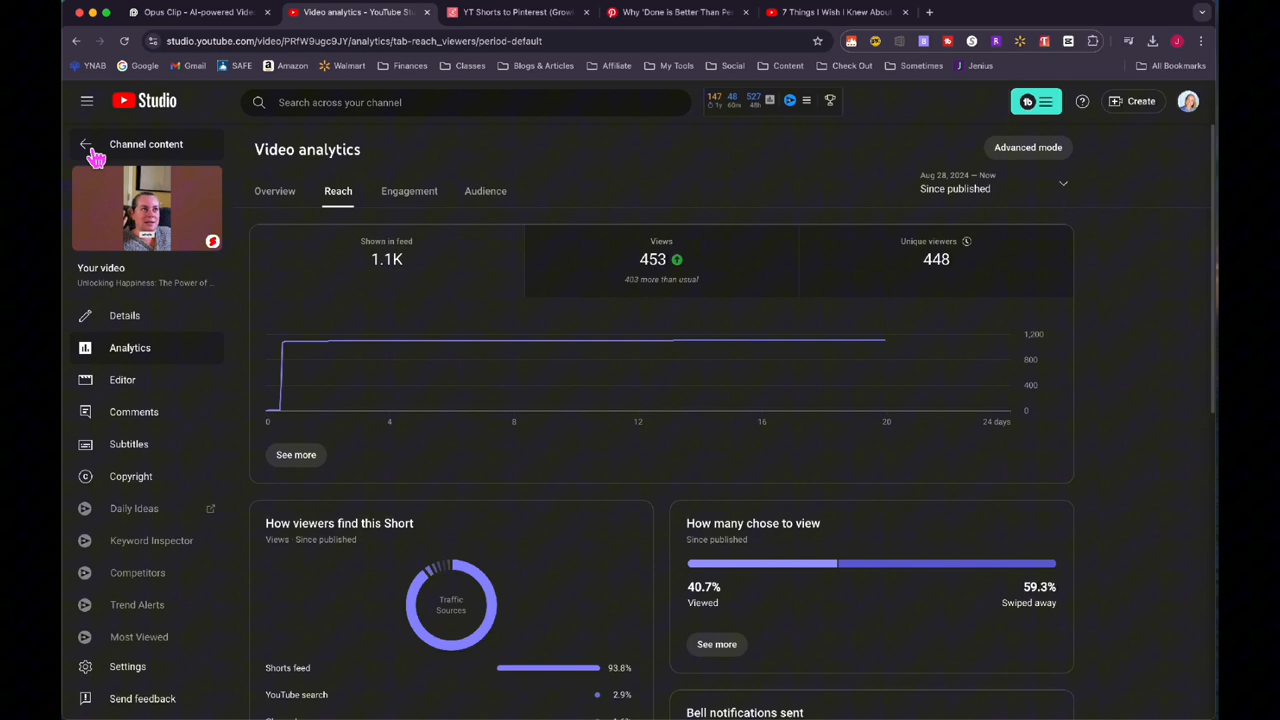 Opus Clip - AI-powered Vide
Video analytics - YouTube Stu
YT Shorts to Pinterest (Grow
Why 'Done is Better Than Pe
7 Things I Wish I Knew Abou
studio.youtube.com/video/PRfW9ugc9JY/analytics/tab-reach_viewers/period-default
YNAB
Google
Gmail
SAFE
Amazon
Walmart
Finances
Classes
Blogs & Articles
Affiliate
My Tools
Social
Content
Check Out
Sometimes
Jenius
All Bookmarks
Studio
Search across your channel
147 48 527
1y 60m 48h
Create
Channel content
Your video
Unlocking Happiness: The Power of ...
Details
Analytics
Editor
Comments
Subtitles
Copyright
Daily Ideas
Keyword Inspector
Competitors
Trend Alerts
Most Viewed
Settings
Send feedback
Video analytics
Advanced mode
Overview
Reach
Engagement
Audience
Aug 28, 2024 — Now
Since published
Shown in feed
1.1K
Views
453
403 more than usual
Unique viewers
448
1,200
800
400
0
0 4 8 12 16 20 24 days
See more
How viewers find this Short
Views · Since published
Traffic
Sources
Shorts feed 93.8%
YouTube search 2.9%
How many chose to view
Since published
40.7%
Viewed
59.3%
Swiped away
See more
Bell notifications sent